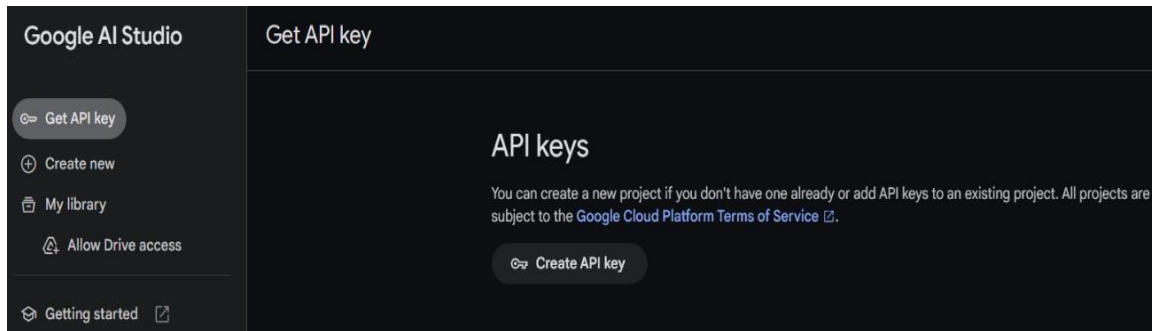 Google AI Studio
Get API key
Get API key
Create new
My library
Allow Drive access
Getting started
API keys
You can create a new project if you don't have one already or add API keys to an existing project. All projects are
subject to the Google Cloud Platform Terms of Service.
Create API key